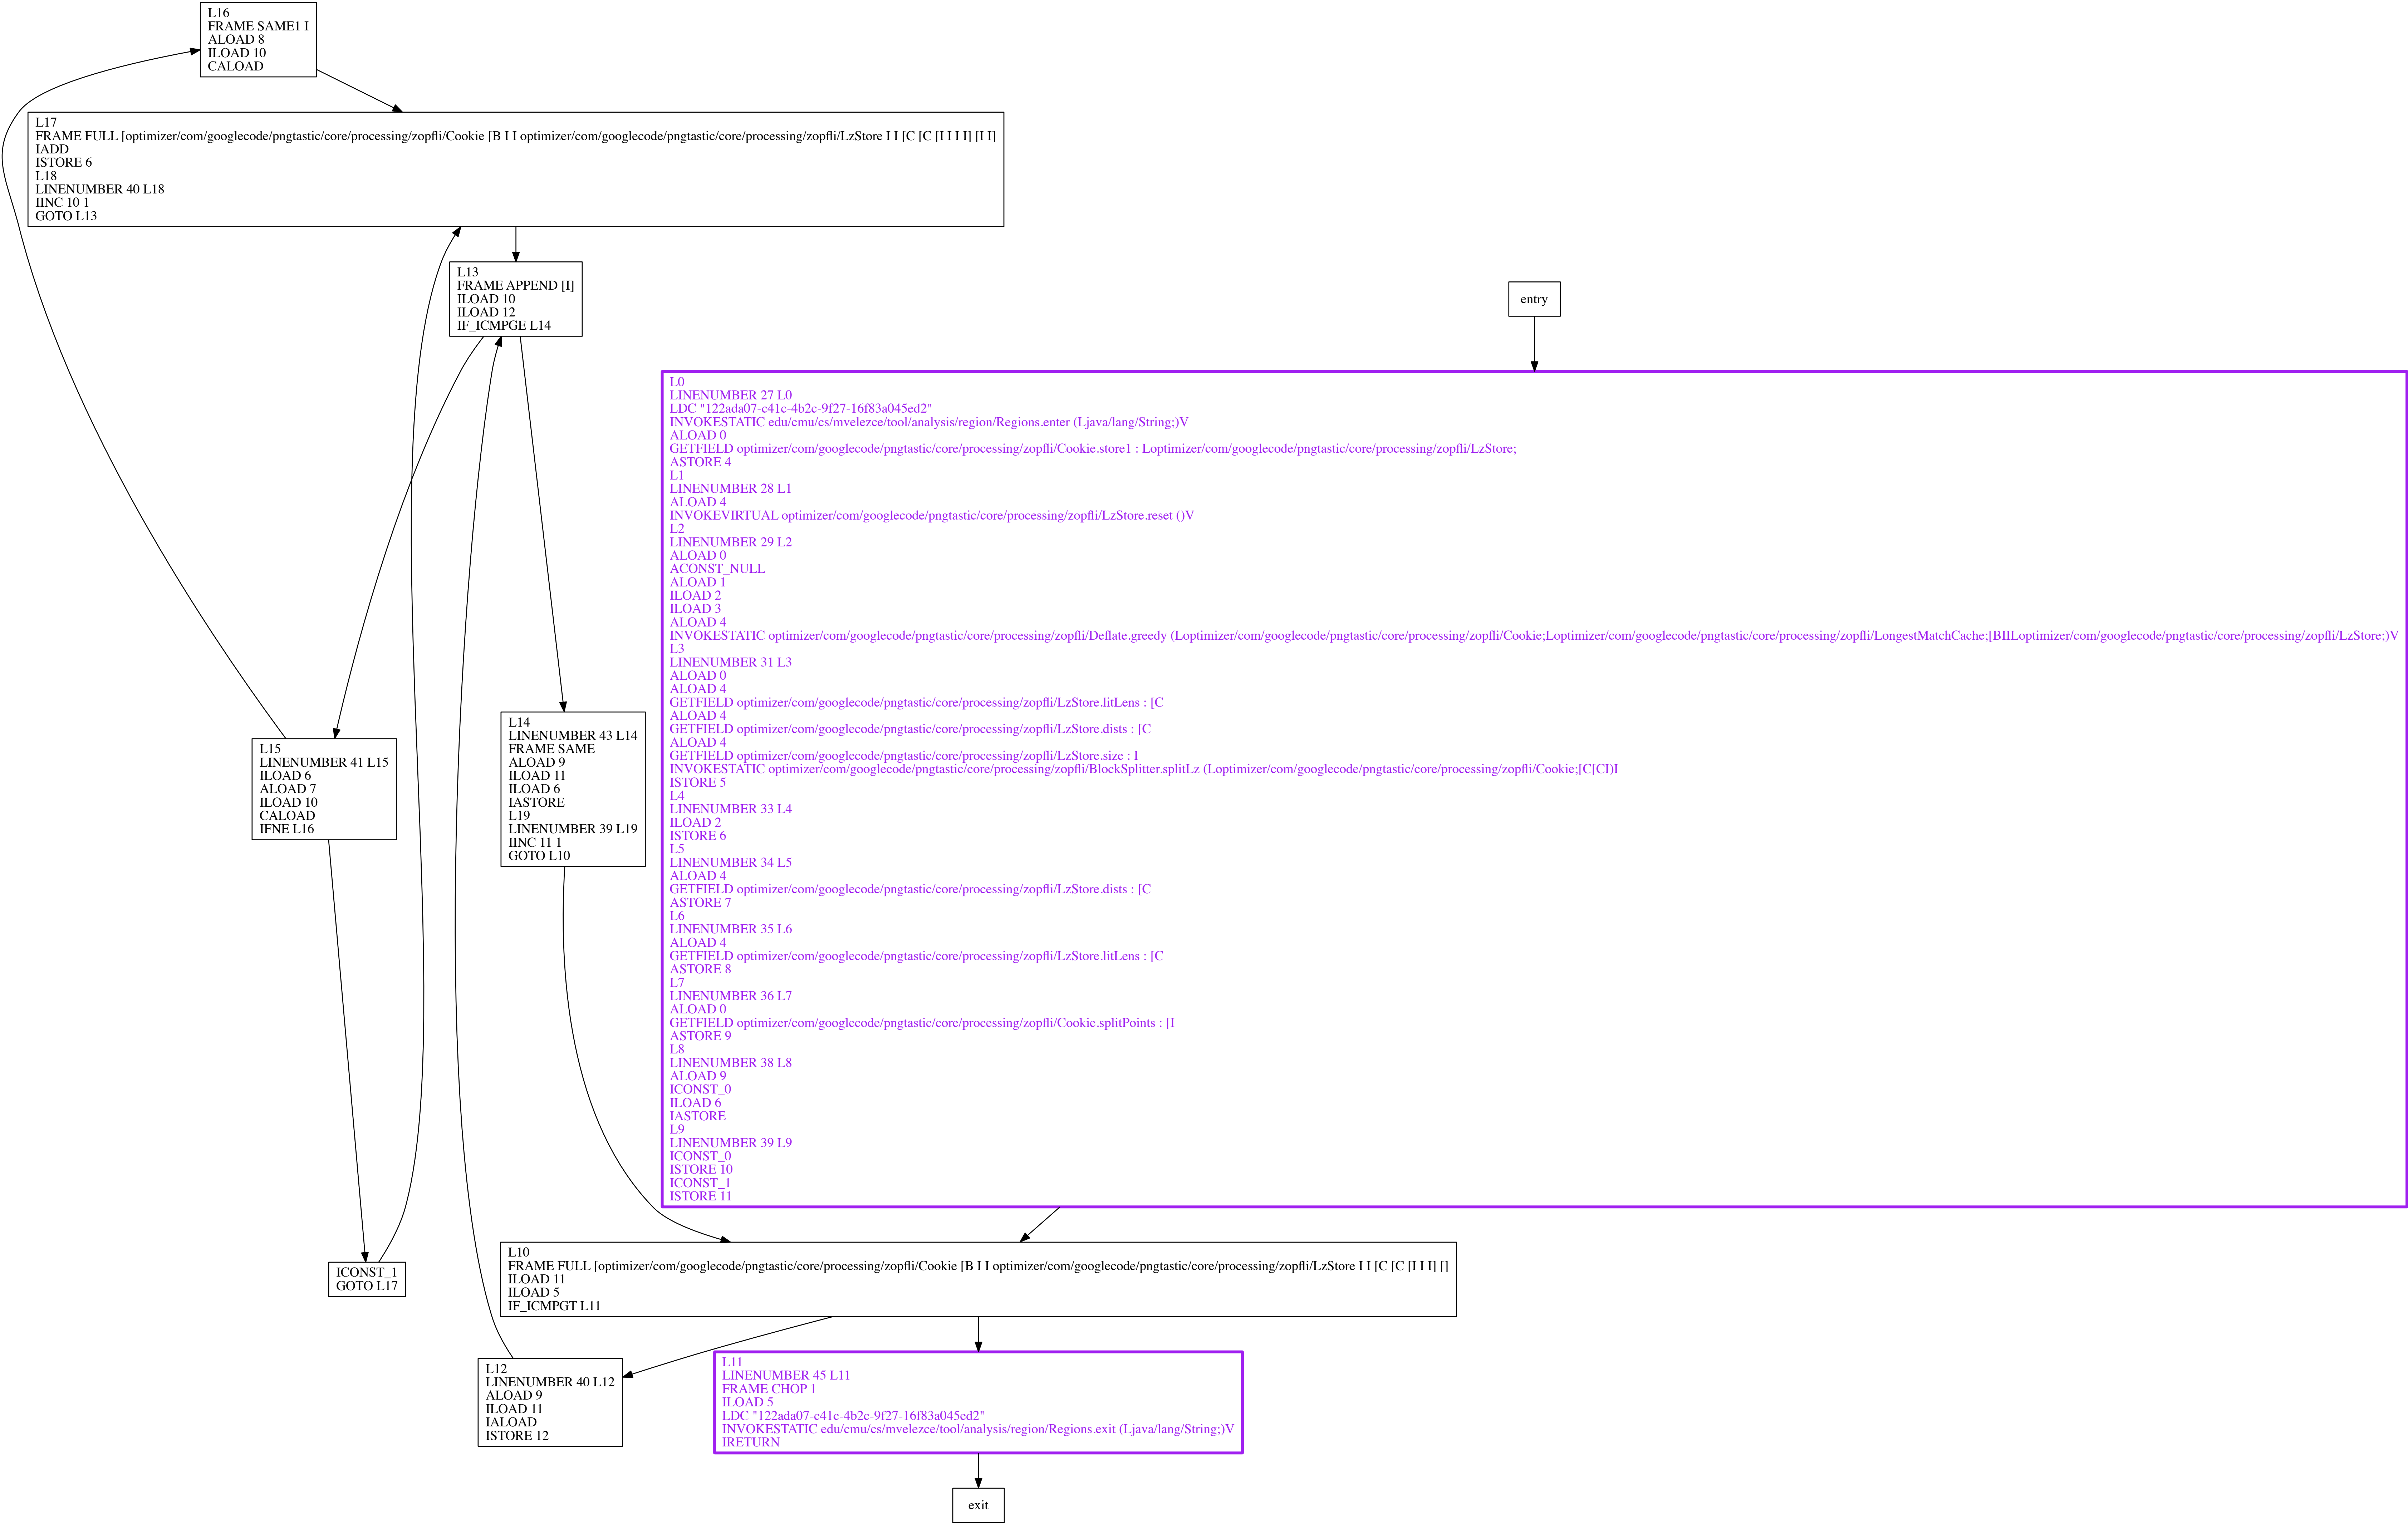 L16
FRAME SAME1 I
ALOAD 8
ILOAD 10
CALOAD
L17
FRAME FULL [optimizer/com/googlecode/pngtastic/core/processing/zopfli/Cookie [B I I optimizer/com/googlecode/pngtastic/core/processing/zopfli/LzStore I I [C [C [I I I I] [I I]
IADD
ISTORE 6
L18
LINENUMBER 40 L18
IINC 10 1
GOTO L13
L13
FRAME APPEND [I]
ILOAD 10
ILOAD 12
IF_ICMPGE L14
entry
L0
LINENUMBER 27 L0
LDC "122ada07-c41c-4b2c-9f27-16f83a045ed2"
INVOKESTATIC edu/cmu/cs/mvelezce/tool/analysis/region/Regions.enter (Ljava/lang/String;)V
ALOAD 0
GETFIELD optimizer/com/googlecode/pngtastic/core/processing/zopfli/Cookie.store1 : Loptimizer/com/googlecode/pngtastic/core/processing/zopfli/LzStore;
ASTORE 4
L1
LINENUMBER 28 L1
ALOAD 4
INVOKEVIRTUAL optimizer/com/googlecode/pngtastic/core/processing/zopfli/LzStore.reset ()V
L2
LINENUMBER 29 L2
ALOAD 0
ACONST_NULL
ALOAD 1
ILOAD 2
ILOAD 3
ALOAD 4
INVOKESTATIC optimizer/com/googlecode/pngtastic/core/processing/zopfli/Deflate.greedy (Loptimizer/com/googlecode/pngtastic/core/processing/zopfli/Cookie;Loptimizer/com/googlecode/pngtastic/core/processing/zopfli/LongestMatchCache;[BIILoptimizer/com/googlecode/pngtastic/core/processing/zopfli/LzStore;)V
L3
LINENUMBER 31 L3
ALOAD 0
ALOAD 4
GETFIELD optimizer/com/googlecode/pngtastic/core/processing/zopfli/LzStore.litLens : [C
ALOAD 4
GETFIELD optimizer/com/googlecode/pngtastic/core/processing/zopfli/LzStore.dists : [C
ALOAD 4
GETFIELD optimizer/com/googlecode/pngtastic/core/processing/zopfli/LzStore.size : I
INVOKESTATIC optimizer/com/googlecode/pngtastic/core/processing/zopfli/BlockSplitter.splitLz (Loptimizer/com/googlecode/pngtastic/core/processing/zopfli/Cookie;[C[CI)I
ISTORE 5
L4
LINENUMBER 33 L4
ILOAD 2
ISTORE 6
L5
LINENUMBER 34 L5
ALOAD 4
GETFIELD optimizer/com/googlecode/pngtastic/core/processing/zopfli/LzStore.dists : [C
ASTORE 7
L6
LINENUMBER 35 L6
ALOAD 4
GETFIELD optimizer/com/googlecode/pngtastic/core/processing/zopfli/LzStore.litLens : [C
ASTORE 8
L7
LINENUMBER 36 L7
ALOAD 0
GETFIELD optimizer/com/googlecode/pngtastic/core/processing/zopfli/Cookie.splitPoints : [I
ASTORE 9
L8
LINENUMBER 38 L8
ALOAD 9
ICONST_0
ILOAD 6
IASTORE
L9
LINENUMBER 39 L9
ICONST_0
ISTORE 10
ICONST_1
ISTORE 11
L14
LINENUMBER 43 L14
FRAME SAME
ALOAD 9
ILOAD 11
ILOAD 6
IASTORE
L19
LINENUMBER 39 L19
IINC 11 1
GOTO L10
L15
LINENUMBER 41 L15
ILOAD 6
ALOAD 7
ILOAD 10
CALOAD
IFNE L16
ICONST_1
GOTO L17
L10
FRAME FULL [optimizer/com/googlecode/pngtastic/core/processing/zopfli/Cookie [B I I optimizer/com/googlecode/pngtastic/core/processing/zopfli/LzStore I I [C [C [I I I] []
ILOAD 11
ILOAD 5
IF_ICMPGT L11
L12
LINENUMBER 40 L12
ALOAD 9
ILOAD 11
IALOAD
ISTORE 12
L11
LINENUMBER 45 L11
FRAME CHOP 1
ILOAD 5
LDC "122ada07-c41c-4b2c-9f27-16f83a045ed2"
INVOKESTATIC edu/cmu/cs/mvelezce/tool/analysis/region/Regions.exit (Ljava/lang/String;)V
IRETURN
exit